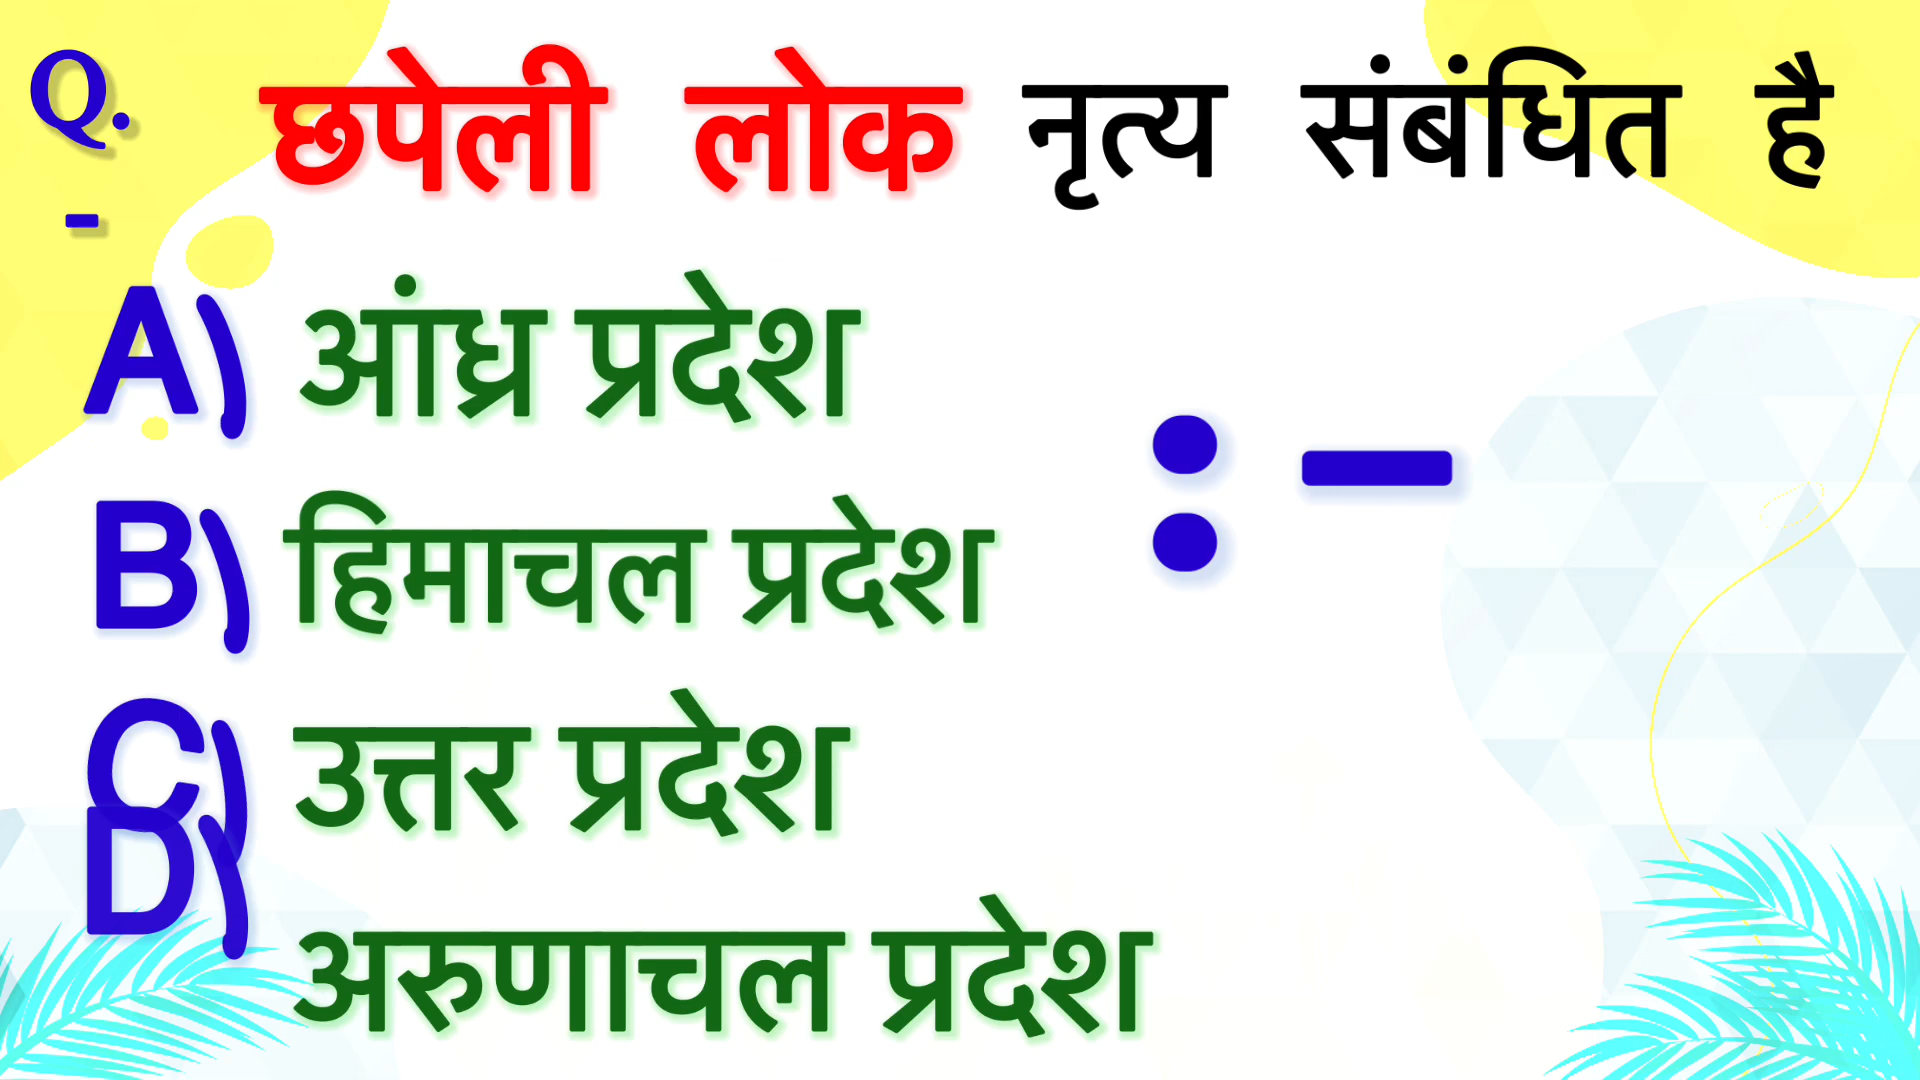 Q. छपेली लोक नृत्य संबंधित है
-
A) आंध्र प्रदेश
:-
B) हिमाचल प्रदेश
C) उत्तर प्रदेश
D) अरुणाचल प्रदेश